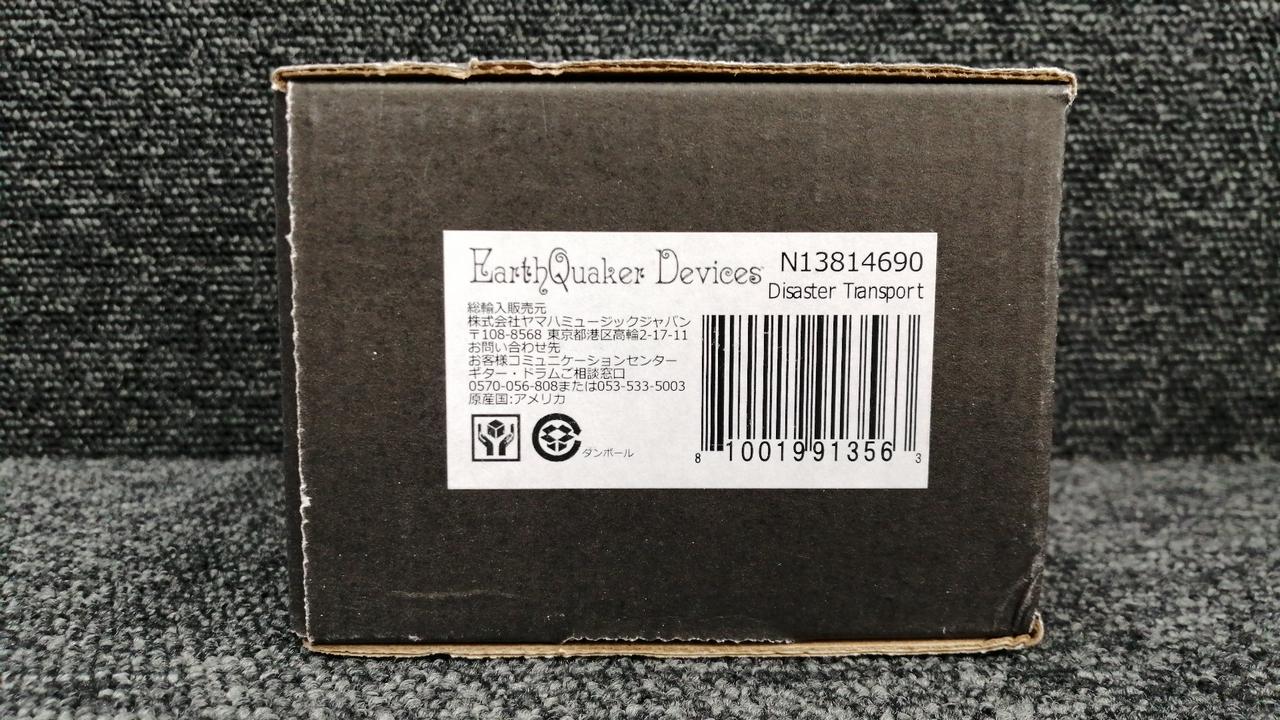 EarthQuaker Devices
N13814690
Disaster Transport
総輸入販売元
株式会社ヤマハミュージックジャパン
〒108-8568 東京都港区高輪2-17-11
お問い合わせ先
お客様コミュニケーションセンター
ギター・ドラムご相談窓口
0570-056-808または053-533-5003
原産国:アメリカ
ダンボール
8 1001991356 3